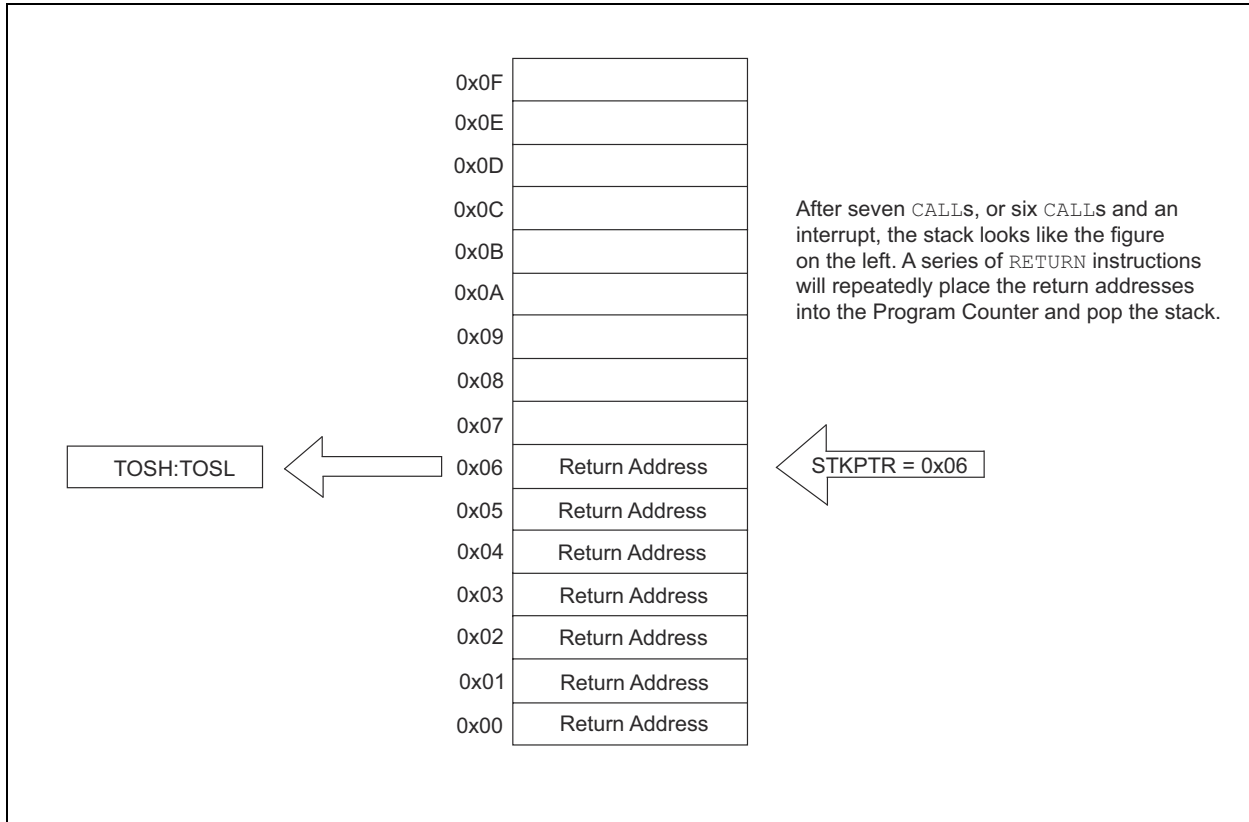 0x0F
0x0E
0x0D
0x0C
0x0B
0x0A
0x09
0x08
0x07
After seven CALLs, or six CALLs and an
interrupt, the stack looks like the figure
on the left. A series of RETURN instructions
will repeatedly place the return addresses
into the Program Counter and pop the stack.
TOSH:TOSL
0x06 Return Address
STKPTR = 0x06
0x05 Return Address
0x04 Return Address
0x03 Return Address
0x02 Return Address
0x01 Return Address
0x00 Return Address